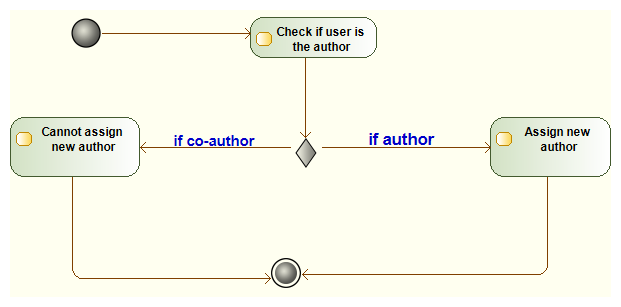 Check if user is
the author
Cannot assign
new author
if co-author
if author
Assign new
author